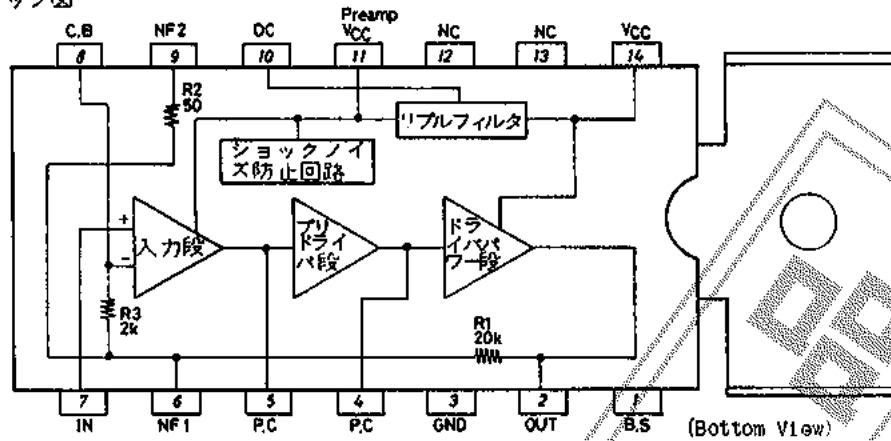 ック図
C.B
NF2
DC
Preamp
VCC
NC
NC
VCC
8
9
10
11
12
13
14
R2
50
リプルフィルタ
ショックノイ
ズ防止回路
+
-
入力段
プリ
ドライ
バ段
ドラ
イバパ
ワー段
R3
2k
R1
20k
7
6
5
4
3
2
1
IN
NF1
P.C
P.C
GND
OUT
B.S
(Bottom View)